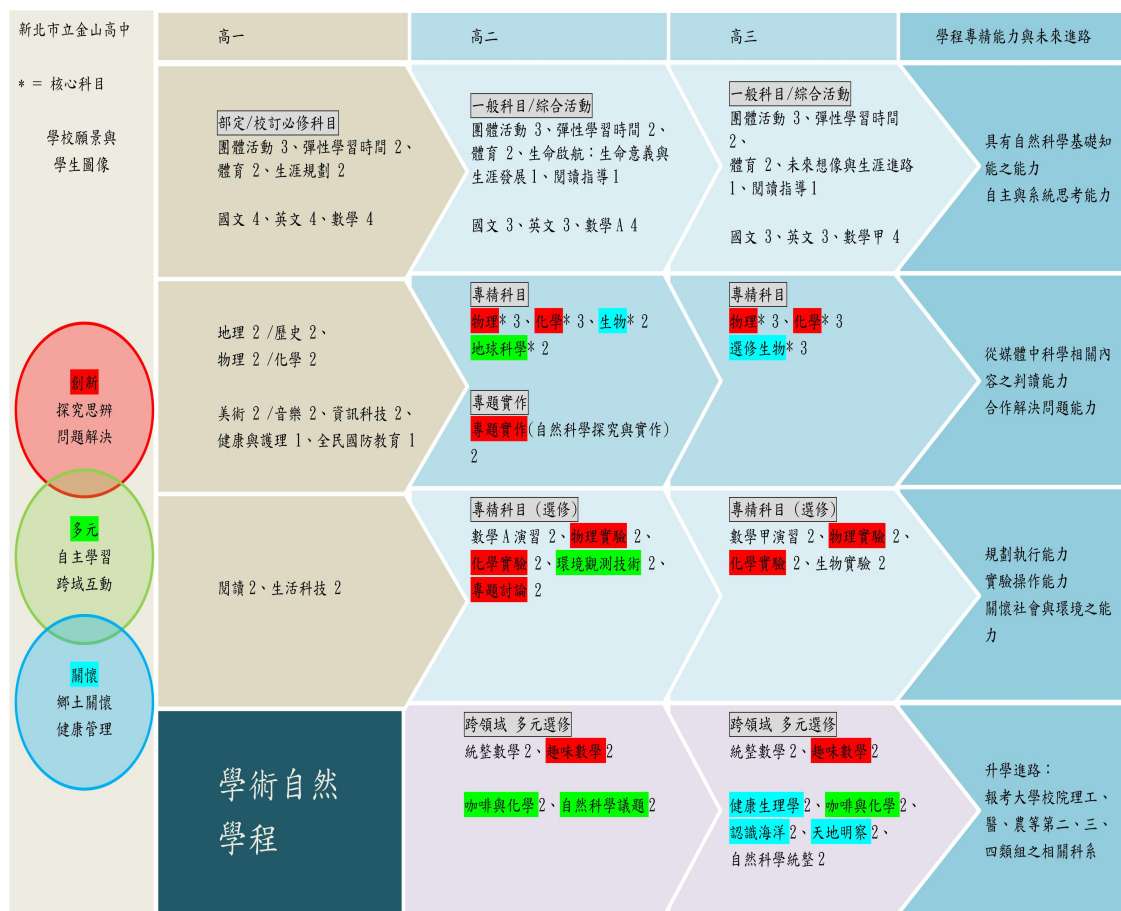 新北市立金山高中
* = 核心科目
學校願景與
學生圖像
創新
探究思辨
問題解決
多元
自主學習
跨域互動
關懷
鄉土關懷
健康管理
高一
高二
高三
學程專精能力與未來進路
部定/校訂必修科目
團體活動 3、彈性學習時間 2、
體育 2、生涯規劃 2
國文 4、英文 4、數學 4
一般科目/綜合活動
團體活動 3、彈性學習時間 2、
體育 2、生命啟航：生命意義與
生涯發展 1、閱讀指導 1
國文 3、英文 3、數學 A 4
一般科目/綜合活動
團體活動 3、彈性學習時間
2、
體育 2、未來想像與生涯進路
1、閱讀指導 1
國文 3、英文 3、數學甲 4
具有自然科學基礎知
能之能力
自主與系統思考能力
地理 2 /歷史 2、
物理 2 /化學 2
美術 2 /音樂 2、資訊科技 2、
健康與護理 1、全民國防教育 1
專精科目
物理* 3、化學* 3、生物* 2
地球科學* 2
專題實作
專題實作(自然科學探究與實作)
2
專精科目
物理* 3、化學* 3
選修生物* 3
從媒體中科學相關內
容之判讀能力
合作解決問題能力
閱讀 2、生活科技 2
專精科目 (選修)
數學 A 演習 2、物理實驗 2、
化學實驗 2、環境觀測技術 2、
專題討論 2
專精科目 (選修)
數學甲演習 2、物理實驗 2、
化學實驗 2、生物實驗 2
規劃執行能力
實驗操作能力
關懷社會與環境之能
力
學術自然
學程
跨領域 多元選修
統整數學 2、趣味數學 2
咖啡與化學 2、自然科學議題 2
跨領域 多元選修
統整數學 2、趣味數學 2
健康生理學 2、咖啡與化學 2、
認識海洋 2、天地明察 2、
自然科學統整 2
升學進路：
報考大學校院理工、
醫、農等第二、三、
四類組之相關科系